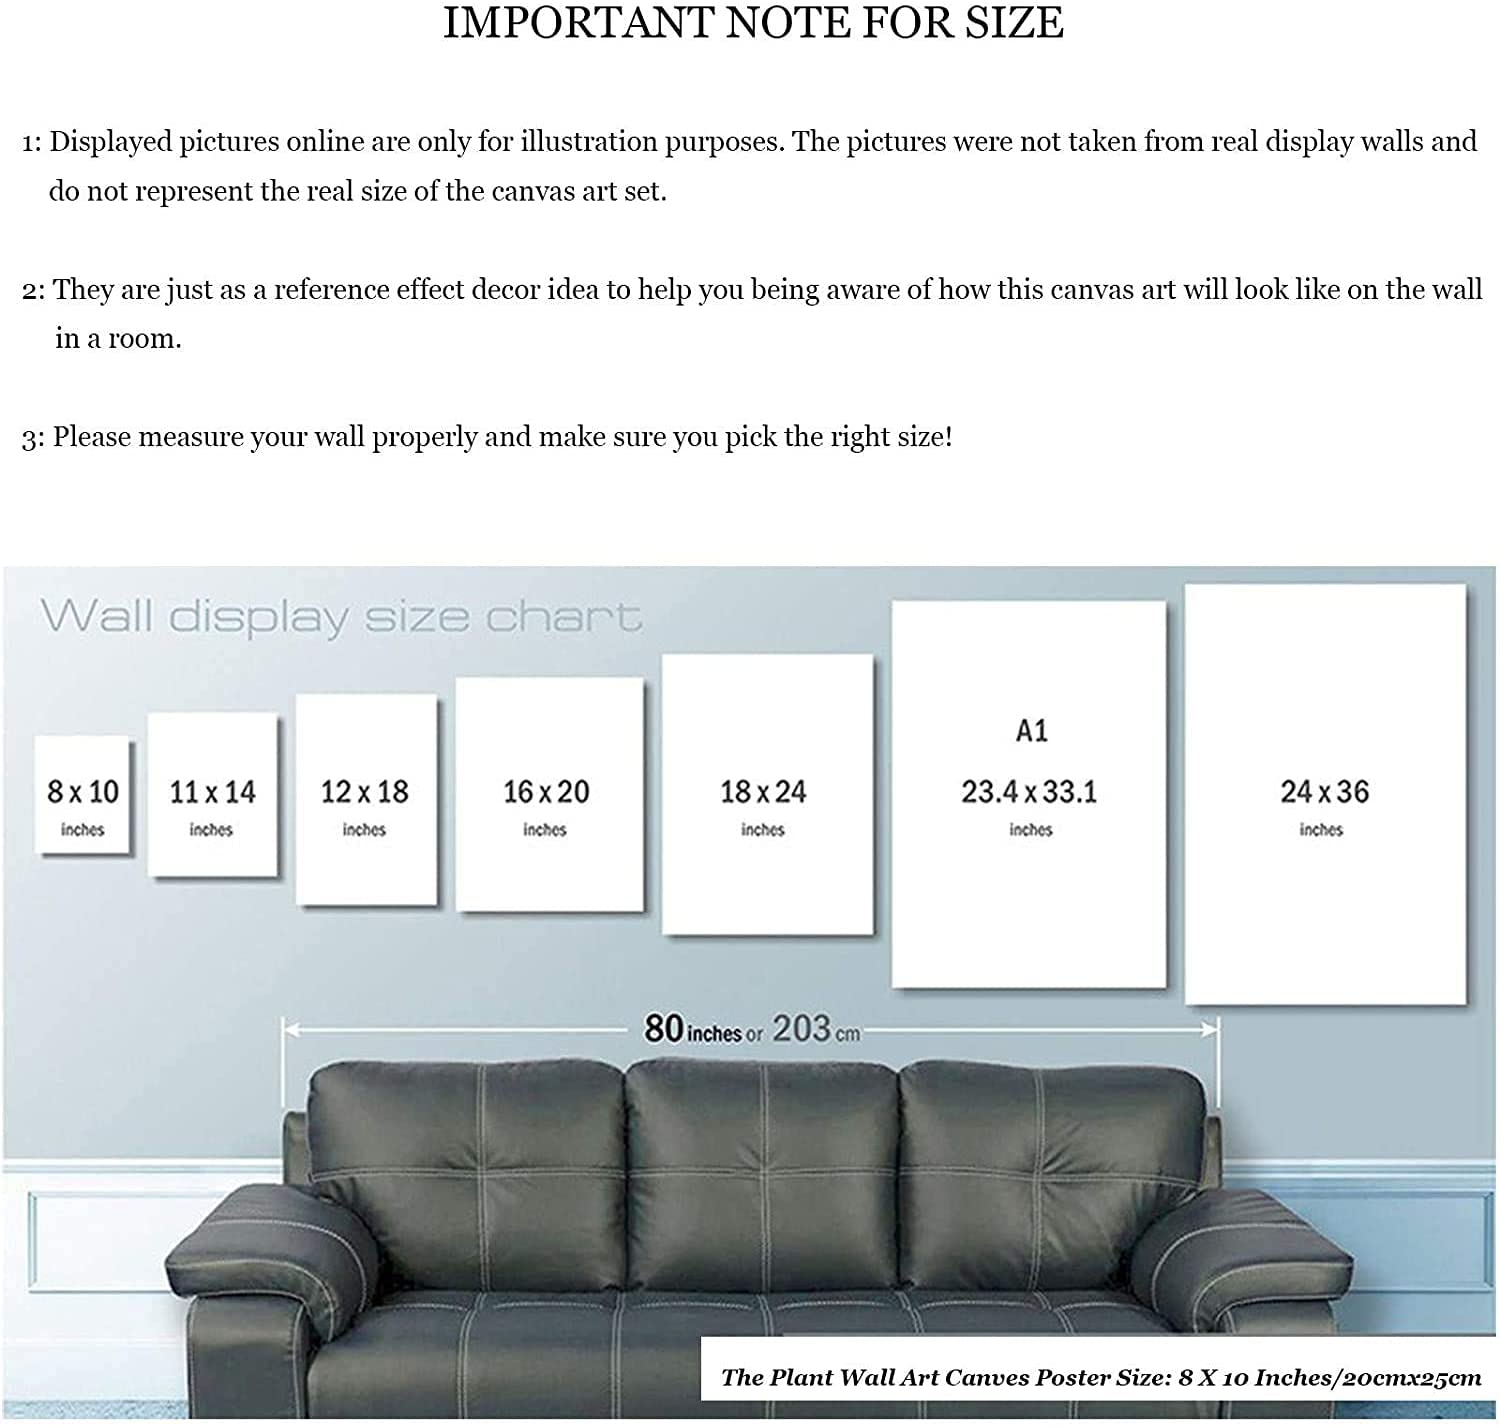 IMPORTANT NOTE FOR SIZE
1: Displayed pictures online are only for illustration purposes. The pictures were not taken from real display walls and
do not represent the real size of the canvas art set.
2: They are just as a reference effect decor idea to help you being aware of how this canvas art will look like on the wall
in a room.
3: Please measure your wall properly and make sure you pick the right size!
Wall display size chart
8 x 10
inches
11 x 14
inches
12 x 18
inches
16 x 20
inches
18 x 24
inches
A1
23.4 x 33.1
inches
24 x 36
inches
80 inches or 203 cm
The Plant Wall Art Canves Poster Size: 8 X 10 Inches/20cmx25cm